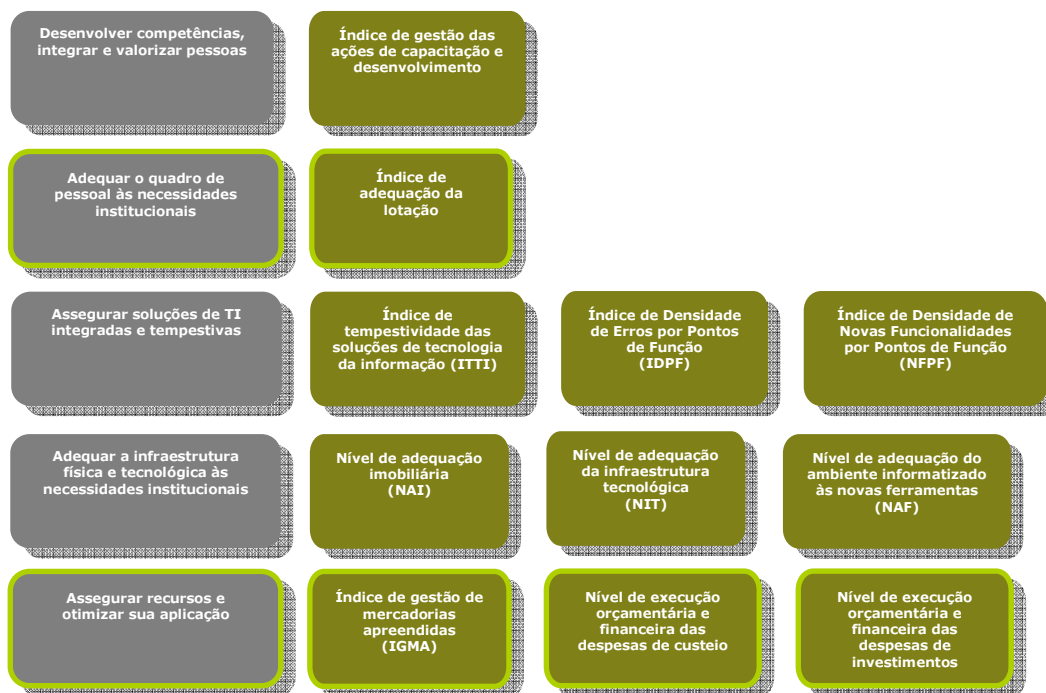 Desenvolver competências,
integrar e valorizar pessoas
Índice de gestão das
ações de capacitação e
desenvolvimento
Adequar o quadro de
pessoal às necessidades
institucionais
Índice de
adequação da
lotação
Assegurar soluções de TI
integradas e tempestivas
Índice de
tempestividade das
soluções de tecnologia
da informação (ITTI)
Índice de Densidade
de Erros por Pontos
de Função
(IDPF)
Índice de Densidade de
Novas Funcionalidades
por Pontos de Função
(NFPF)
Adequar a infraestrutura
física e tecnológica às
necessidades institucionais
Nível de adequação
imobiliária
(NAI)
Nível de adequação
da infraestrutura
tecnológica
(NIT)
Nível de adequação do
ambiente informatizado
às novas ferramentas
(NAF)
Assegurar recursos e
otimizar sua aplicação
Índice de gestão de
mercadorias
apreendidas
(IGMA)
Nível de execução
orçamentária e
financeira das
despesas de custeio
Nível de execução
orçamentária e
financeira das
despesas de
investimentos